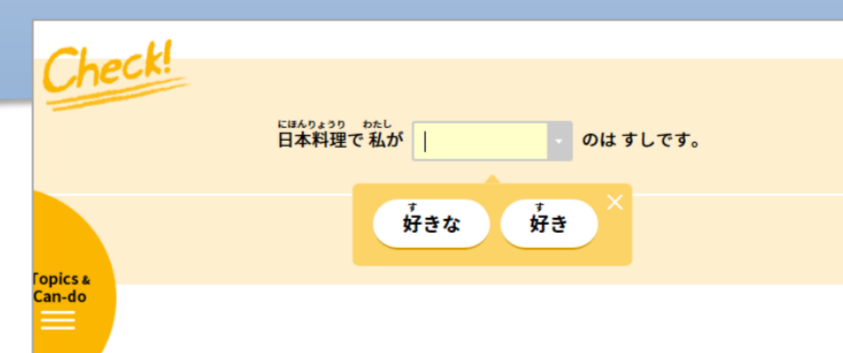 Check!
にほんりょうり わたし
日本料理で 私が のは すしです。
す す
好きな 好き
Topics &
Can-do